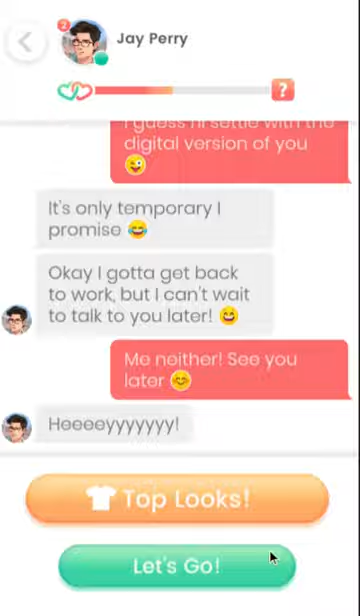 2
Jay Perry
?
I guess I'll settle with the
digital version of you
😜
It's only temporary I
promise 😂
Okay I gotta get back
to work, but I can't wait
to talk to you later! 😄
Me neither! See you
later 😊
Heeeeyyyyyyy!
Top Looks!
Let's Go!